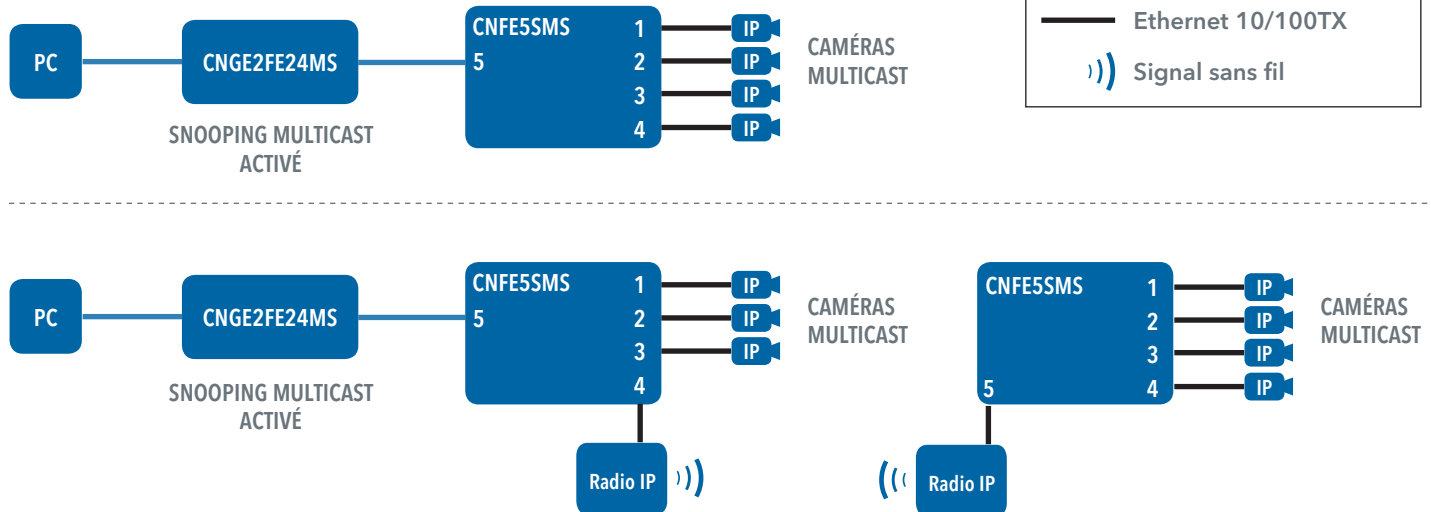 Ethernet 10/100TX
Signal sans fil
PC
CNGE2FE24MS
SNOOPING MULTICAST
ACTIVÉ
CNFE5SMS
5
1
2
3
4
IP
IP
IP
IP
CAMÉRAS
MULTICAST
PC
CNGE2FE24MS
SNOOPING MULTICAST
ACTIVÉ
CNFE5SMS
5
1
2
3
4
IP
IP
IP
CAMÉRAS
MULTICAST
Radio IP
CNFE5SMS
5
1
2
3
4
IP
IP
IP
IP
CAMÉRAS
MULTICAST
Radio IP